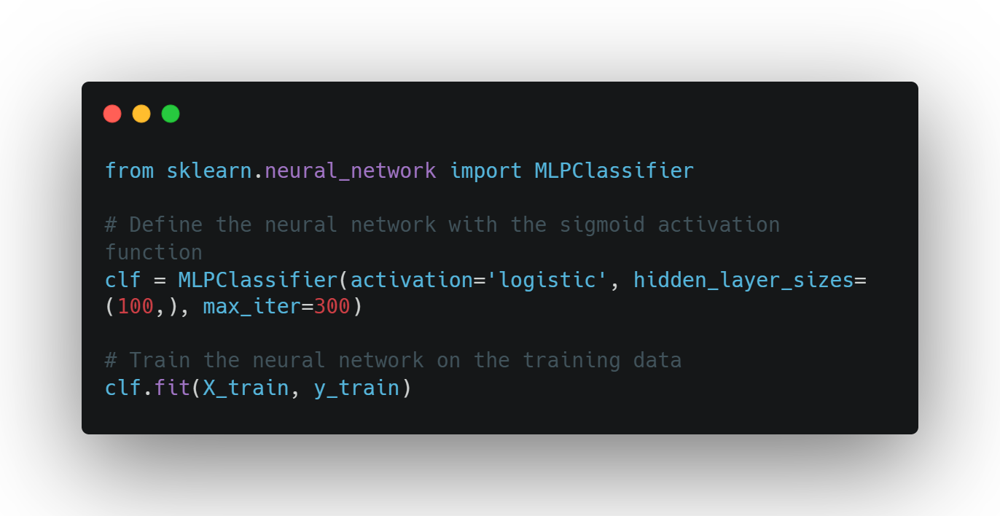 from sklearn.neural_network import MLPClassifier
# Define the neural network with the sigmoid activation
function
clf = MLPClassifier(activation='logistic', hidden_layer_sizes=
(100,), max_iter=300)
# Train the neural network on the training data
clf.fit(X_train, y_train)